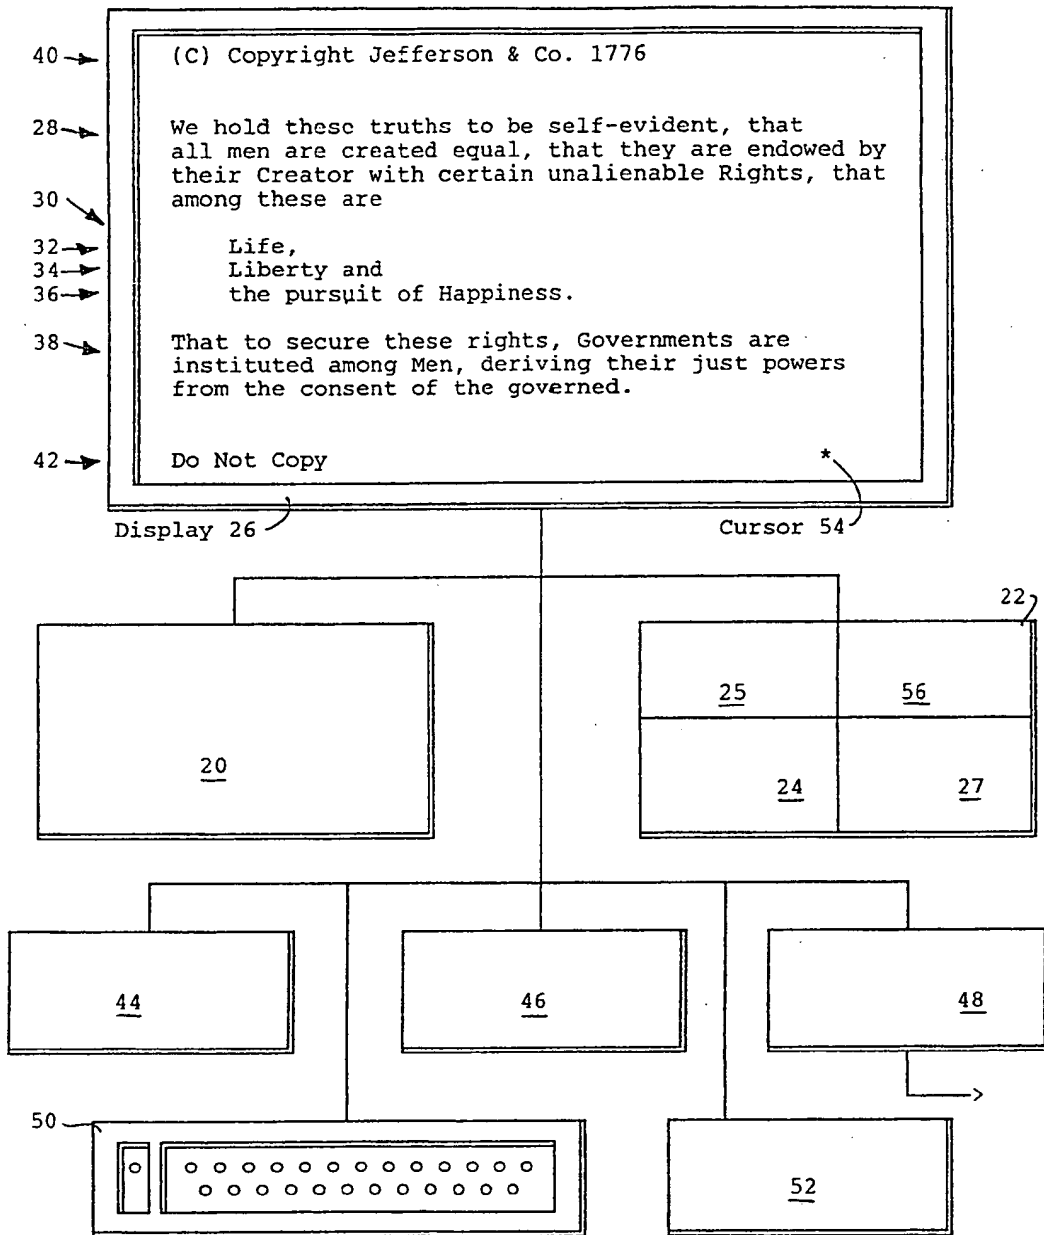 40 (C) Copyright Jefferson & Co. 1776
28 We hold these truths to be self-evident, that
all men are created equal, that they are endowed by
their Creator with certain unalienable Rights, that
30 among these are
32 Life,
34 Liberty and
36 the pursuit of Happiness.
38 That to secure these rights, Governments are
instituted among Men, deriving their just powers
from the consent of the governed.
42 Do Not Copy *
Display 26 Cursor 54
22
25 56
20 24 27
44 46 48
50
52